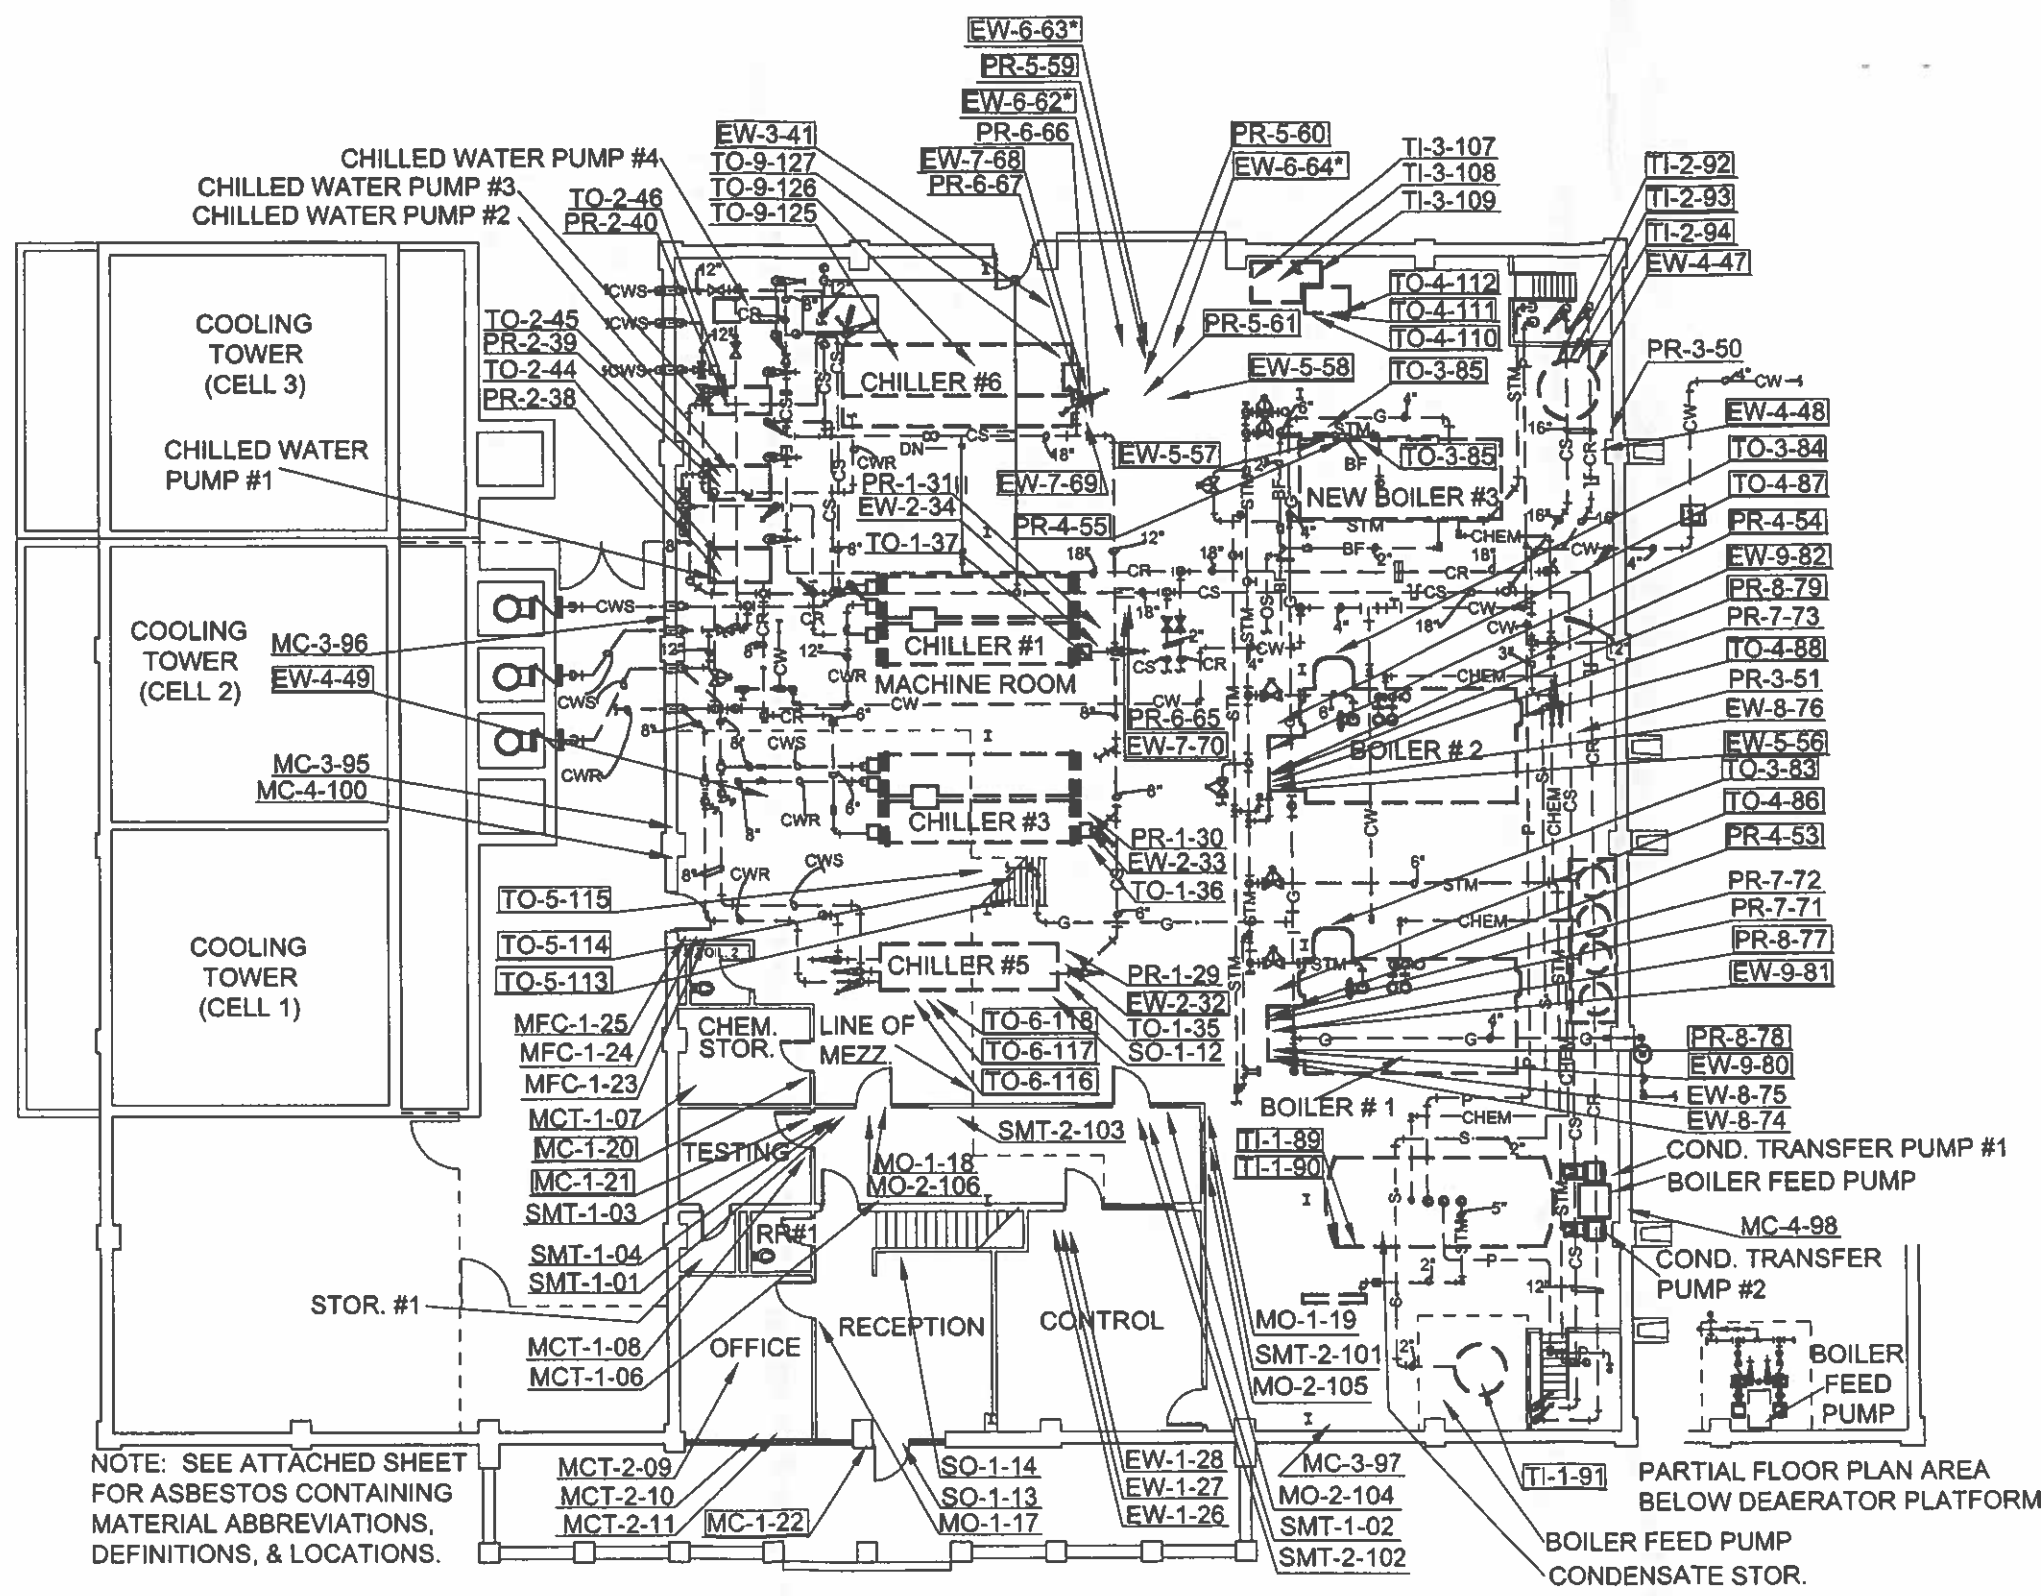 EW-6-63*
PR-5-59
EW-6-62*
PR-6-66
EW-7-68
PR-6-67
EW-3-41
TO-9-127
TO-9-126
TO-9-125
PR-5-60
EW-6-64*
TI-3-107
TI-3-108
TI-3-109
TI-2-92
TI-2-93
TI-2-94
EW-4-47
CHILLED WATER PUMP #4
CHILLED WATER PUMP #3
CHILLED WATER PUMP #2
TO-2-46
PR-2-40
TO-2-45
PR-2-39
TO-2-44
PR-2-38
CHILLED WATER
PUMP #1
COOLING
TOWER
(CELL 3)
COOLING
TOWER
(CELL 2)
COOLING
TOWER
(CELL 1)
TO-4-112
TO-4-111
TO-4-110
PR-5-61
EW-5-58
TO-3-85
PR-3-50
EW-4-48
TO-3-84
TO-4-87
PR-4-54
EW-9-82
PR-8-79
PR-7-73
TO-4-88
PR-3-51
EW-8-76
EW-5-56
TO-3-83
TO-4-86
PR-4-53
PR-7-72
PR-7-71
PR-8-77
EW-9-81
PR-8-78
EW-9-80
EW-8-75
EW-8-74
CHILLER #6
EW-5-57
TO-3-85
NEW BOILER #3
EW-7-69
PR-4-55
PR-1-31
EW-2-34
TO-1-37
CHILLER #1
MACHINE ROOM
PR-6-65
EW-7-70
BOILER # 2
MC-3-96
EW-4-49
MC-3-95
MC-4-100
CHILLER #3
PR-1-30
EW-2-33
TO-1-36
TO-5-115
TO-5-114
TO-5-113
CHILLER #5
PR-1-29
EW-2-32
TO-1-35
SO-1-12
TO-6-118
TO-6-117
TO-6-116
MFC-1-25
MFC-1-24
MFC-1-23
CHEM.
STOR.
LINE OF
MEZZ.
BOILER # 1
MCT-1-07
MC-1-20
MC-1-21
SMT-1-03
SMT-1-04
SMT-1-01
TESTING
MO-1-18
MO-2-106
SMT-2-103
TI-1-89
TI-1-90
COND. TRANSFER PUMP #1
BOILER FEED PUMP
MC-4-98
COND. TRANSFER
PUMP #2
RR#1
STOR. #1
MCT-1-08
MCT-1-06
OFFICE
RECEPTION
CONTROL
MO-1-19
SMT-2-101
MO-2-105
BOILER
FEED
PUMP
NOTE: SEE ATTACHED SHEET
FOR ASBESTOS CONTAINING
MATERIAL ABBREVIATIONS,
DEFINITIONS, & LOCATIONS.
MCT-2-09
MCT-2-10
MCT-2-11
MC-1-22
SO-1-14
SO-1-13
MO-1-17
EW-1-28
EW-1-27
EW-1-26
MC-3-97
MO-2-104
SMT-1-02
SMT-2-102
TI-1-91
PARTIAL FLOOR PLAN AREA
BELOW DEAERATOR PLATFORM
BOILER FEED PUMP
CONDENSATE STOR.